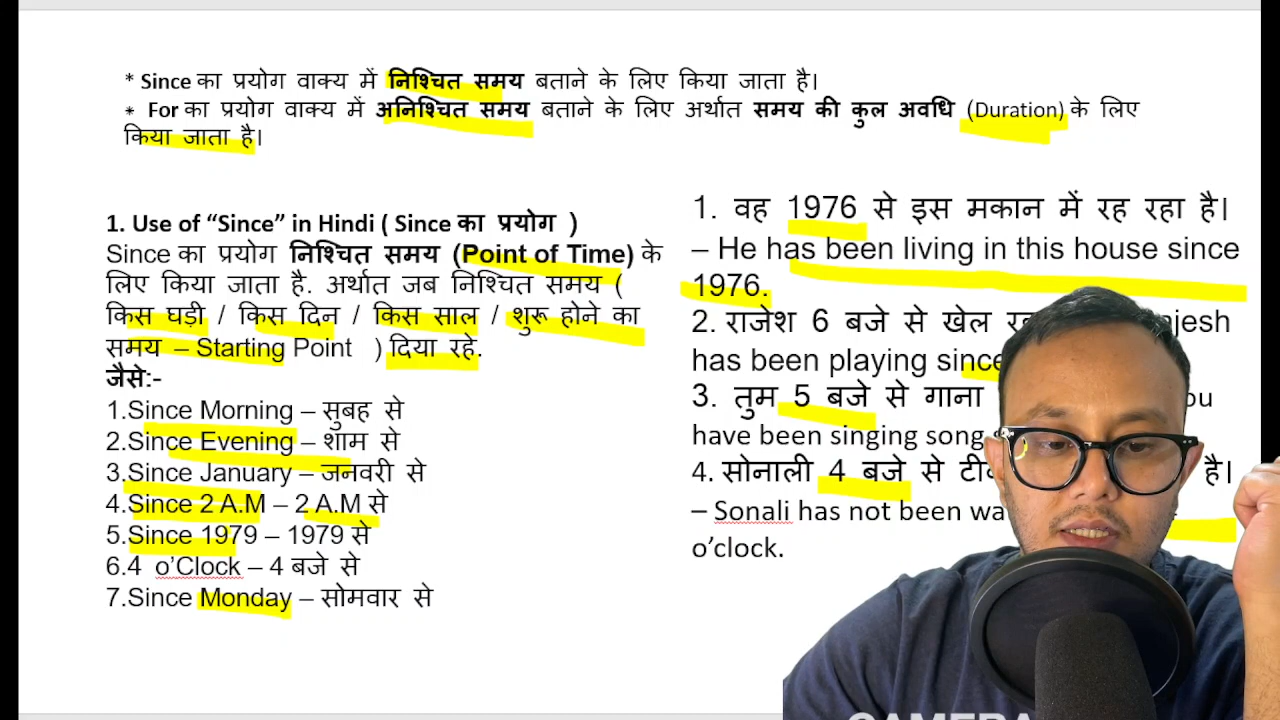 * Since का प्रयोग वाक्य में निश्चित समय बताने के लिए किया जाता है।
* For का प्रयोग वाक्य में अनिश्चित समय बताने के लिए अर्थात समय की कुल अवधि (Duration) के लिए
किया जाता है।
1. Use of “Since” in Hindi ( Since का प्रयोग )
Since का प्रयोग निश्चित समय (Point of Time) के
लिए किया जाता है. अर्थात जब निश्चित समय (
किस घड़ी / किस दिन / किस साल / शुरू होने का
समय – Starting Point ) दिया रहे.
जैसे:-
1.Since Morning – सुबह से
2.Since Evening – शाम से
3.Since January – जनवरी से
4.Since 2 A.M – 2 A.M से
5.Since 1979 – 1979 से
6.4 o’Clock – 4 बजे से
7.Since Monday – सोमवार से
1. वह 1976 से इस मकान में रह रहा है।
– He has been living in this house since
1976.
2. राजेश 6 बजे से खेल
has been playing since
3. तुम 5 बजे से गाना
have been singing song
4. सोनाली 4 बजे से है।
– Sonali has not been
o’clock.